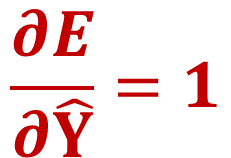 ∂E/∂Ŷ = 1